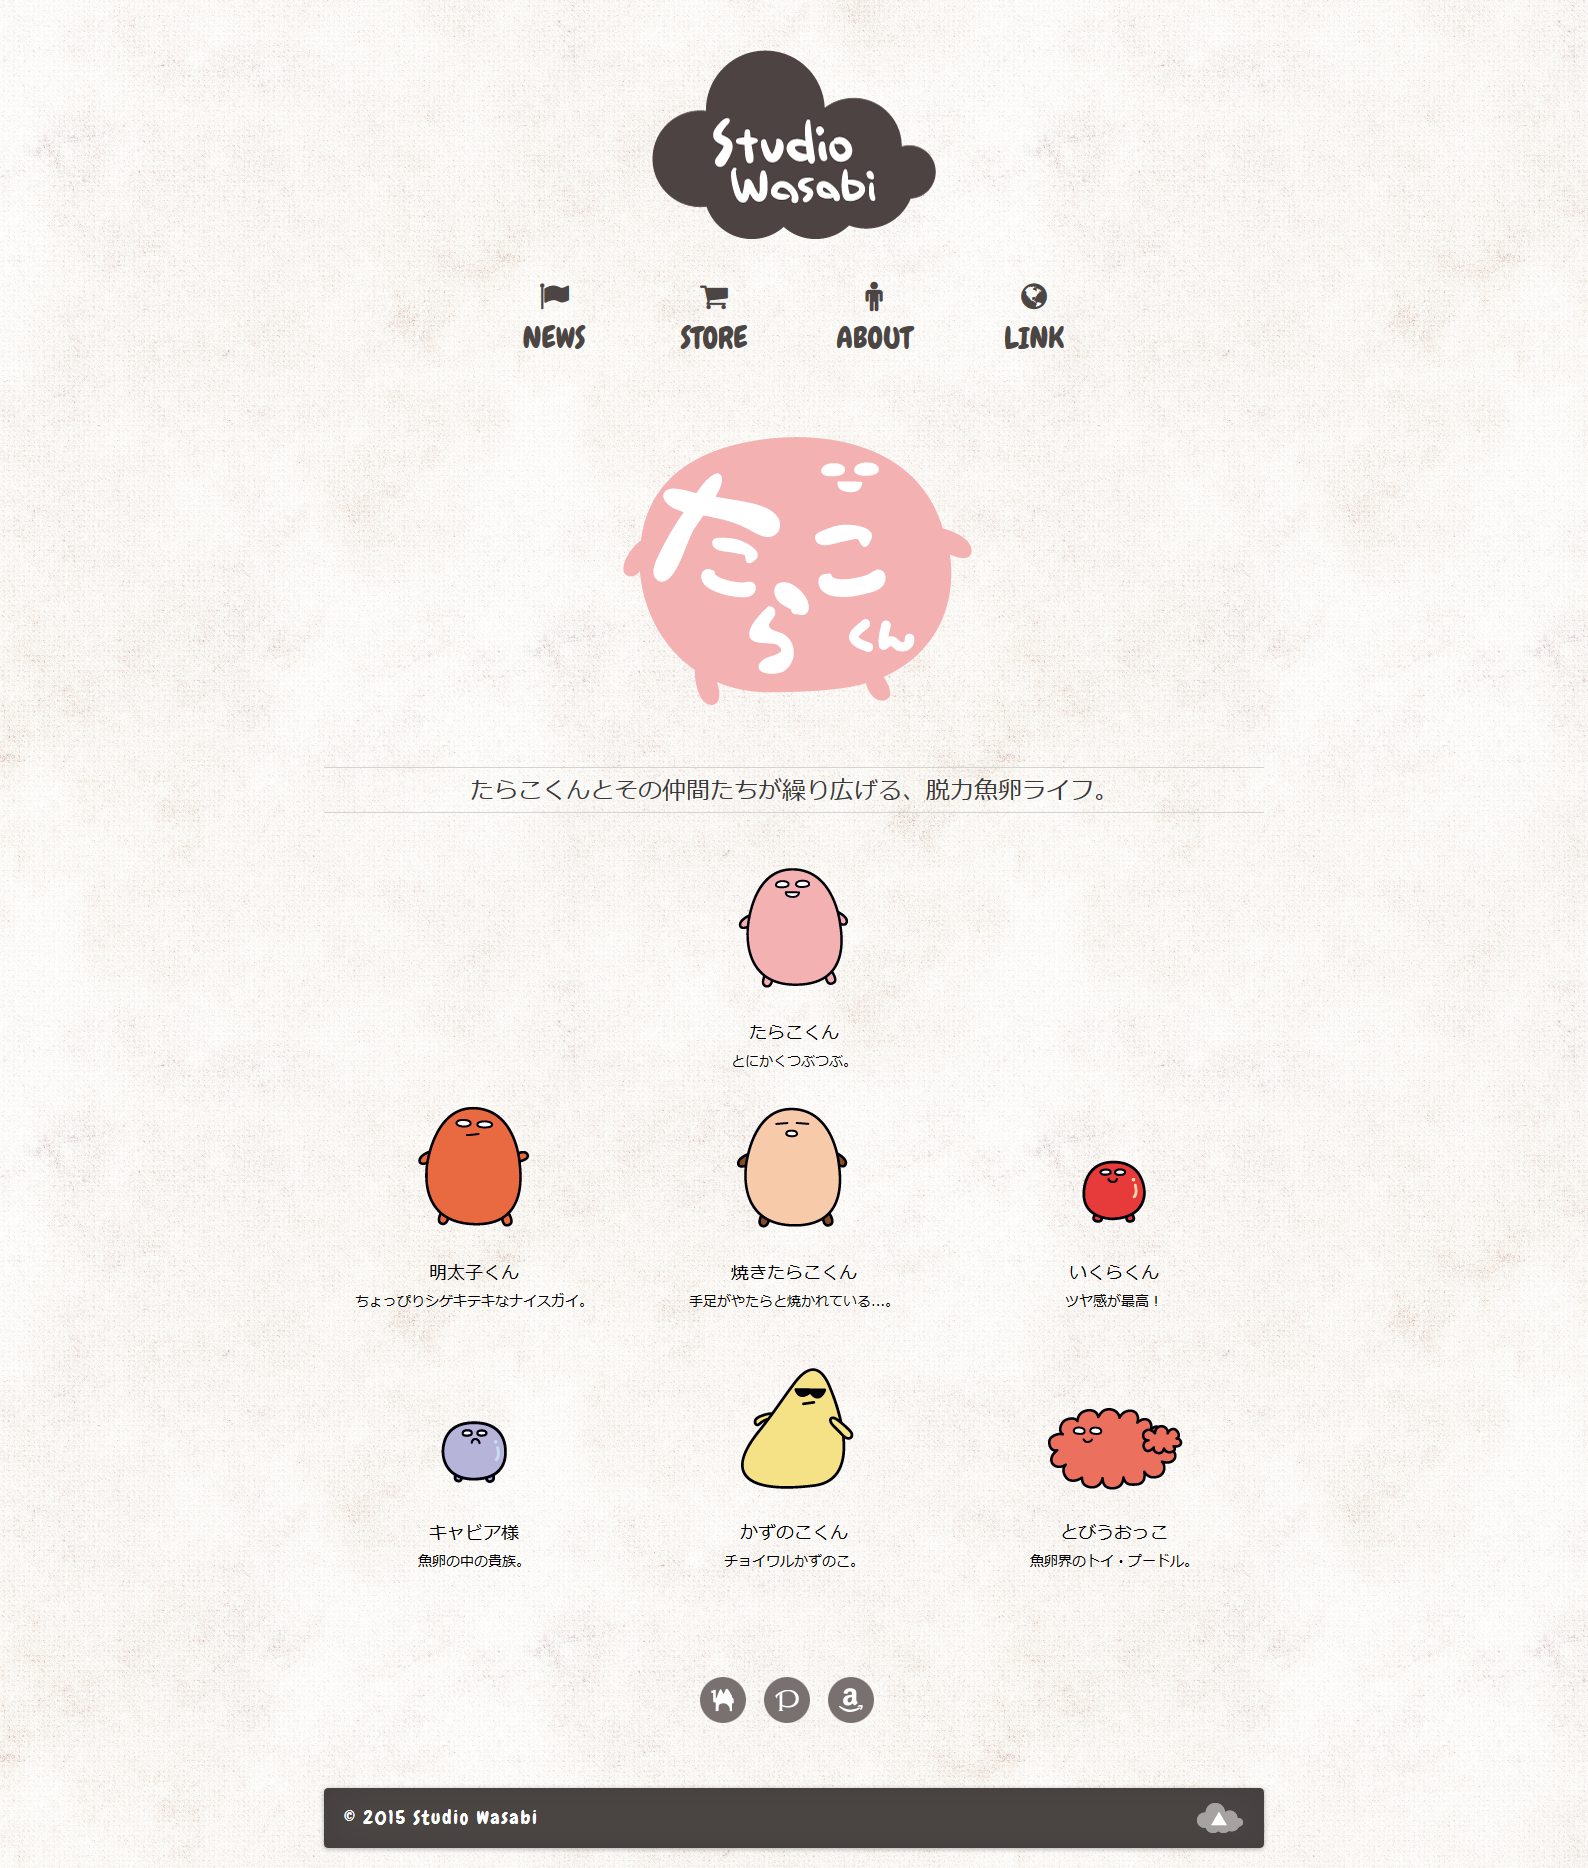 Studio
Wasabi
NEWS
STORE
ABOUT
LINK
たらこくん
たらこくんとその仲間たちが繰り広げる、脱力魚卵ライフ。
たらこくん
とにかくつぶつぶ。
明太子くん
ちょっぴりシゲキテキなナイスガイ。
焼きたらこくん
手足がやたらと焼かれている…。
いくらくん
ツヤ感が最高！
キャビア様
魚卵の中の貴族。
かずのこくん
チョイワルかずのこ。
とびうおっこ
魚卵界のトイ・プードル。
P
a
© 2015 Studio Wasabi